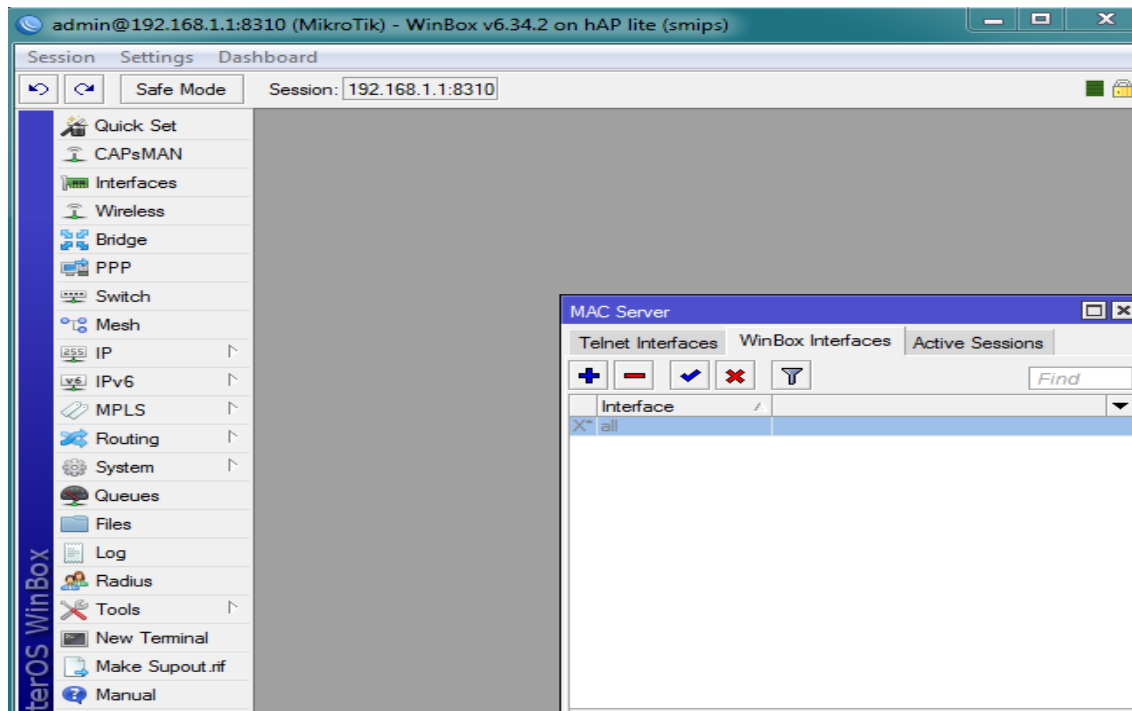 admin@192.168.1.1:8310 (MikroTik) - WinBox v6.34.2 on hAP lite (smips)
Session Settings Dashboard
Safe Mode Session: 192.168.1.1:8310
Quick Set
CAPsMAN
Interfaces
Wireless
Bridge
PPP
Switch
Mesh
IP
IPv6
MPLS
Routing
System
Queues
Files
Log
Radius
Tools
New Terminal
Make Supout.rif
Manual
terOS WinBox
MAC Server
Telnet Interfaces WinBox Interfaces Active Sessions
Find
Interface
X* all